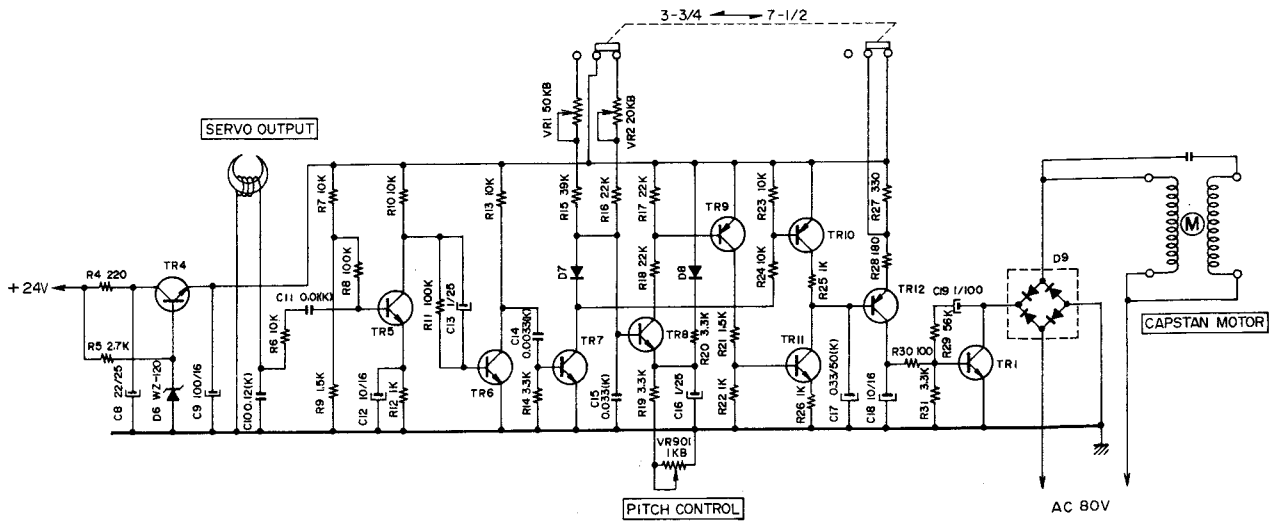 3-3/4 7-1/2
SERVO OUTPUT
VR1 50KB
VR2 20KB
R7 10K
R10 10K
R13 10K
R15 39K
R16 22K
R17 22K
R23 10K
R27 330
TR9
TR10
R8 100K
R11 100K
C13 1/25
D7
R18 22K
D8
R24 10K
R25 1K
R28 180
D9
M
CAPSTAN MOTOR
R4 220
TR4
+24V
C11 0.01(K)
TR5
TR12
C19 1/100
R5 2.7K
R6 10K
C14 0.0033(K)
TR7
TR8
R20 3.3K
R21 1.5K
TR11
R29 56K
R30 100
TR1
C8 22/25
D6 WZ-120
C9 100/16
C10 0.12(K)
R9 1.5K
C12 10/16
R12 1K
TR6
R14 3.3K
C15 0.033(K)
R19 3.3K
C16 1/25
R22 1K
R26 1K
C17 0.33/50(K)
C18 10/16
R31 3.3K
VR901
1KB
PITCH CONTROL
AC 80V